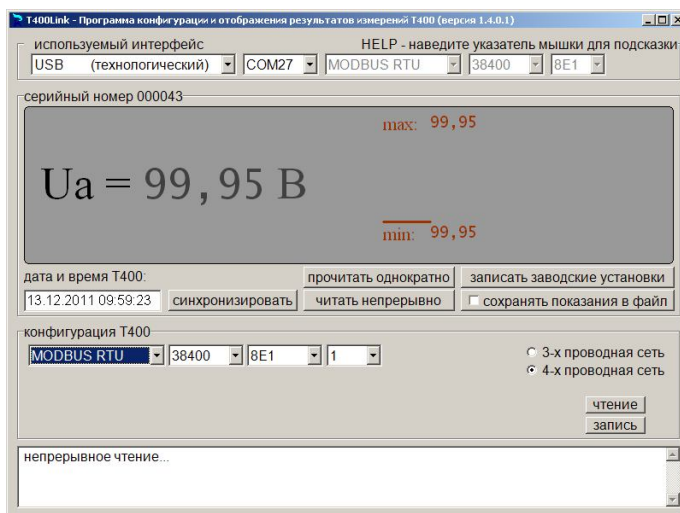 T400Link - Программа конфигурации и отображения результатов измерений T400 (версия 1.4.0.1)
используемый интерфейс
HELP - наведите указатель мышки для подсказки
USB (технологический) COM27 MODBUS RTU 38400 8E1
серийный номер 000043
max: 99,95
Ua = 99,95 В
min: 99,95
дата и время T400:
прочитать однократно
записать заводские установки
13.12.2011 09:59:23
синхронизировать
читать непрерывно
сохранять показания в файл
конфигурация T400
MODBUS RTU 38400 8E1 1
3-х проводная сеть
4-х проводная сеть
чтение
запись
непрерывное чтение...